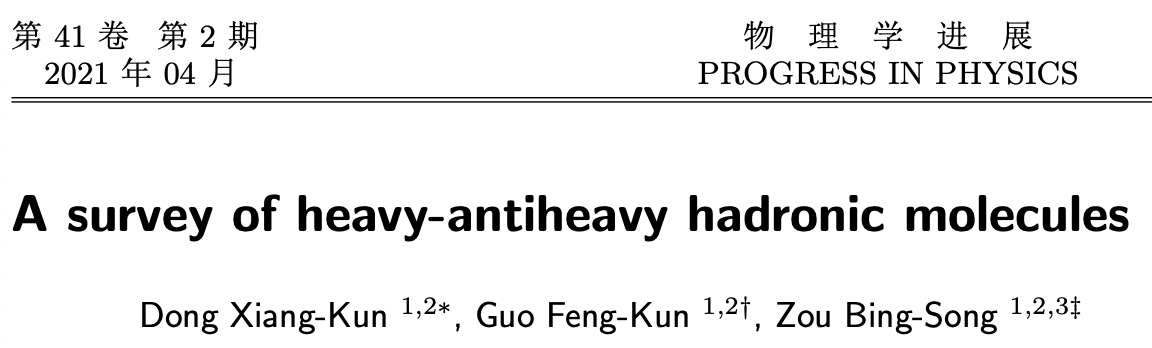 第 41 卷 第 2 期
物 理 学 进 展
2021 年 04 月
PROGRESS IN PHYSICS
A survey of heavy-antiheavy hadronic molecules
Dong Xiang-Kun 1,2*, Guo Feng-Kun 1,2†, Zou Bing-Song 1,2,3‡